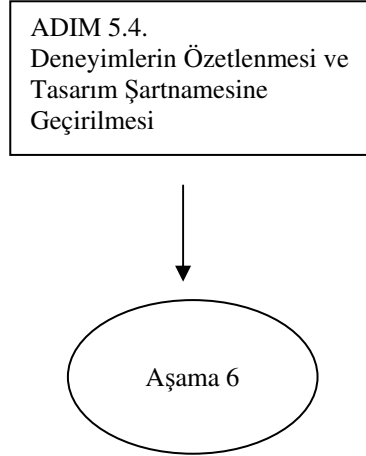 ADIM 5.4.
Deneyimlerin Özetlenmesi ve
Tasarım Şartnamesine
Geçirilmesi
Aşama 6